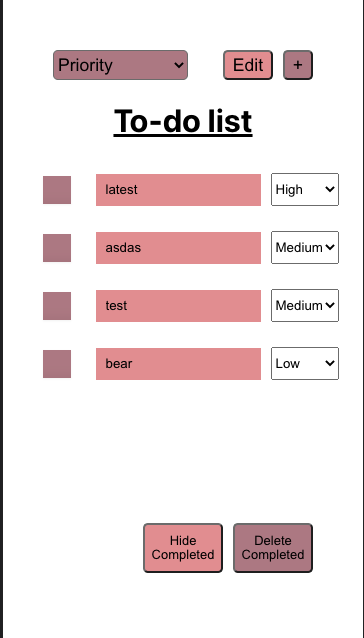 Priority Edit +
To-do list
latest High
asdas Medium
test Medium
bear Low
Hide Delete
Completed Completed